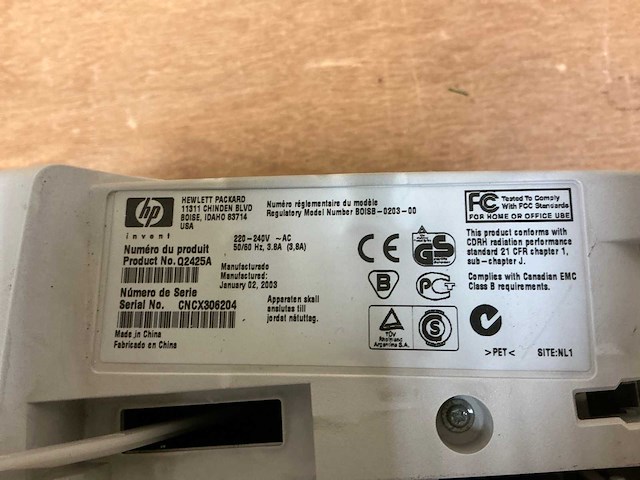 hp
invent
HEWLETT PACKARD
11311 CHINDEN BLVD
BOISE, IDAHO 83714
USA
Numéro réglementaire du modèle
Regulatory Model Number BOISB-0203-00
Numéro du produit
Product No. Q2425A
220-240V ~AC
50/60 Hz, 3.8A (3,8A)
Manufacturado
Manufactured:
January 02, 2003
Número de Serie
Serial No. CNCX306204
Apparaten skall
anslutas till
jordat nätuttag.
Made in China
Fabricado en China
CE
GS
B
PCT
TÜV
Rheinland
Argentina S.A.
S
FC
Tested To Comply
With FCC Standards
FOR HOME OR OFFICE USE
This product conforms with
CDRH radiation performance
standard 21 CFR chapter 1,
sub-chapter J.
Complies with Canadian EMC
Class B requirements.
>PET<
SITE:NL1